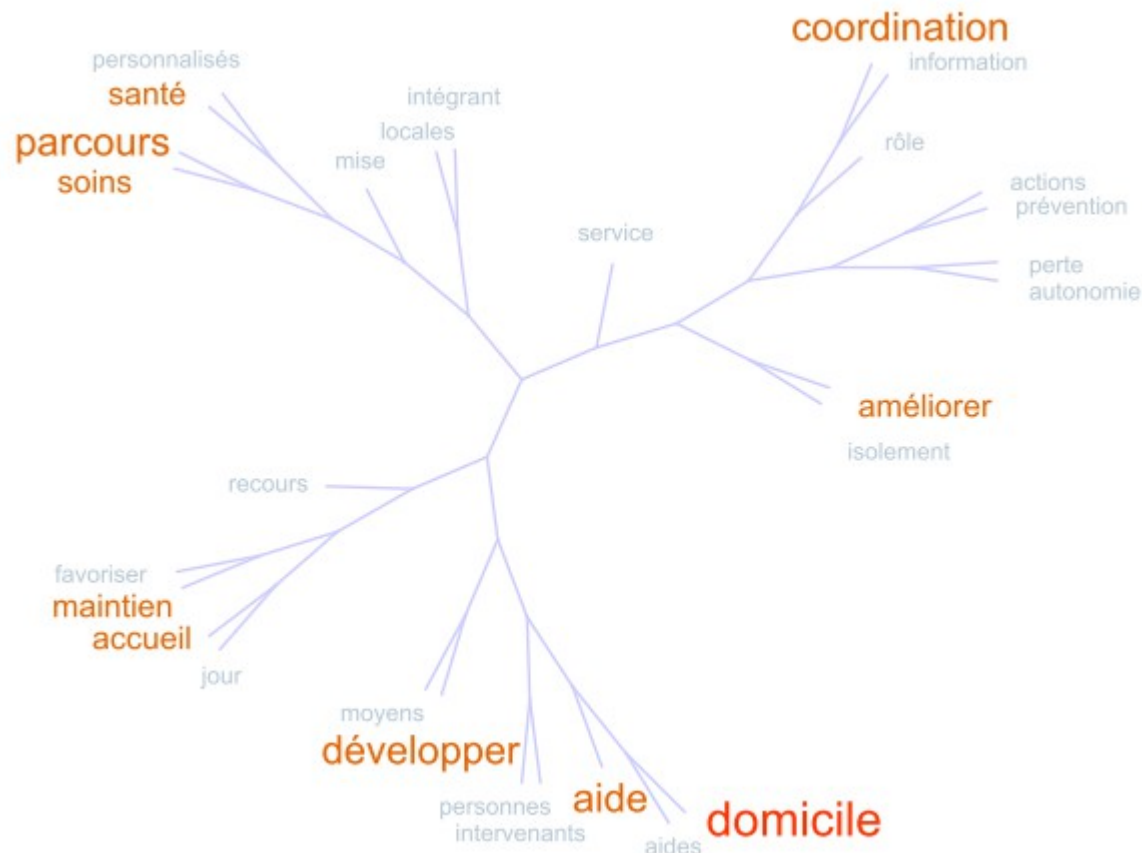 coordination
personnalisés
information
santé
intégrant
parcours
locales
rôle
mise
soins
actions
prévention
service
perte
autonomie
améliorer
isolement
recours
favoriser
maintien
accueil
jour
moyens
développer
personnes
aide
domicile
intervenants
aides